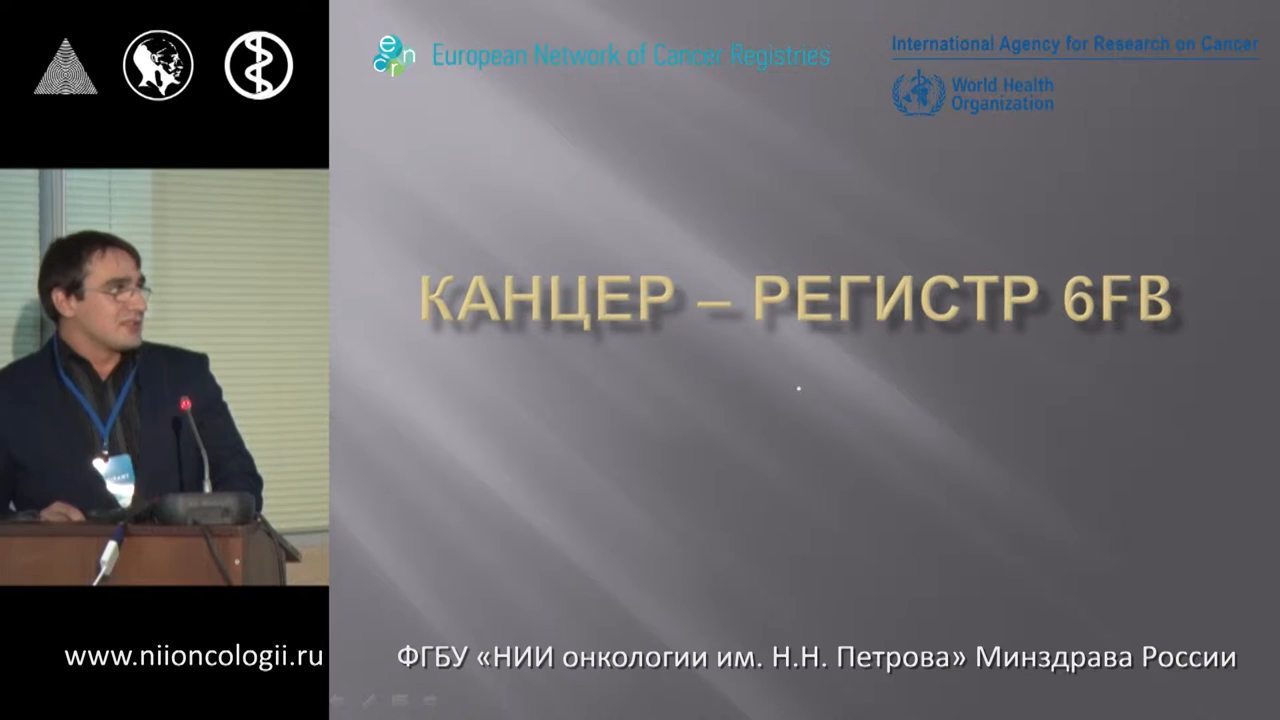 European Network of Cancer Registries
International Agency for Research on Cancer
World Health
Organization
КАНЦЕР – РЕГИСТР 6FB
www.niioncologii.ru
ФГБУ «НИИ онкологии им. Н.Н. Петрова» Минздрава России